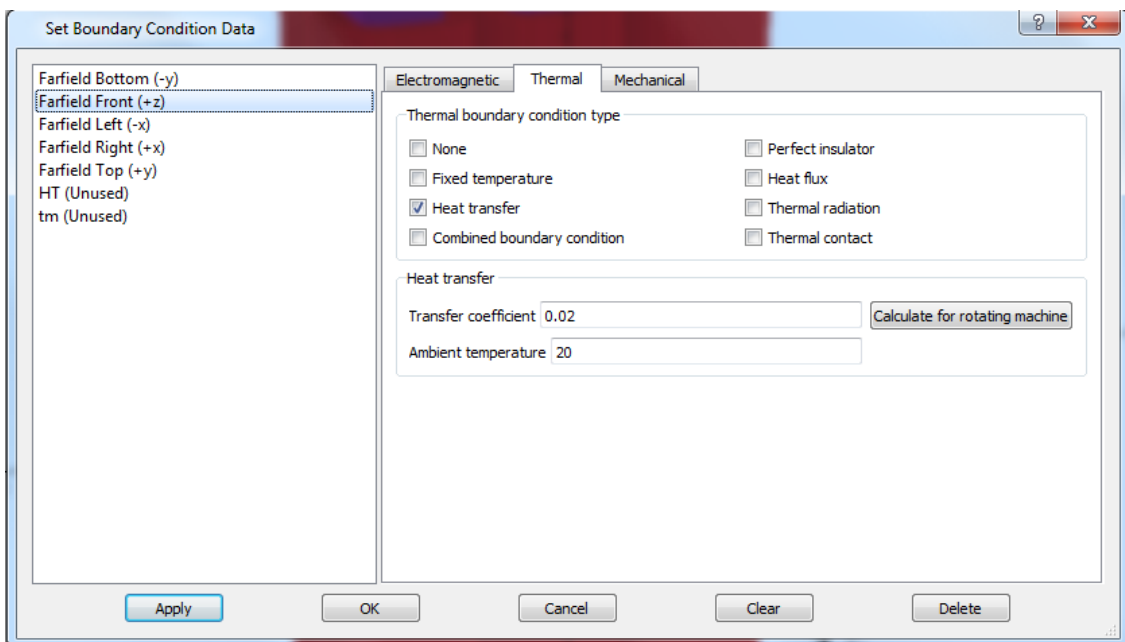 Set Boundary Condition Data
?
Farfield Bottom (-y)
Farfield Front (+z)
Farfield Left (-x)
Farfield Right (+x)
Farfield Top (+y)
HT (Unused)
tm (Unused)
Electromagnetic Thermal Mechanical
Thermal boundary condition type
None Perfect insulator
Fixed temperature Heat flux
Heat transfer Thermal radiation
Combined boundary condition Thermal contact
Heat transfer
Transfer coefficient 0.02 Calculate for rotating machine
Ambient temperature 20
Apply OK Cancel Clear Delete